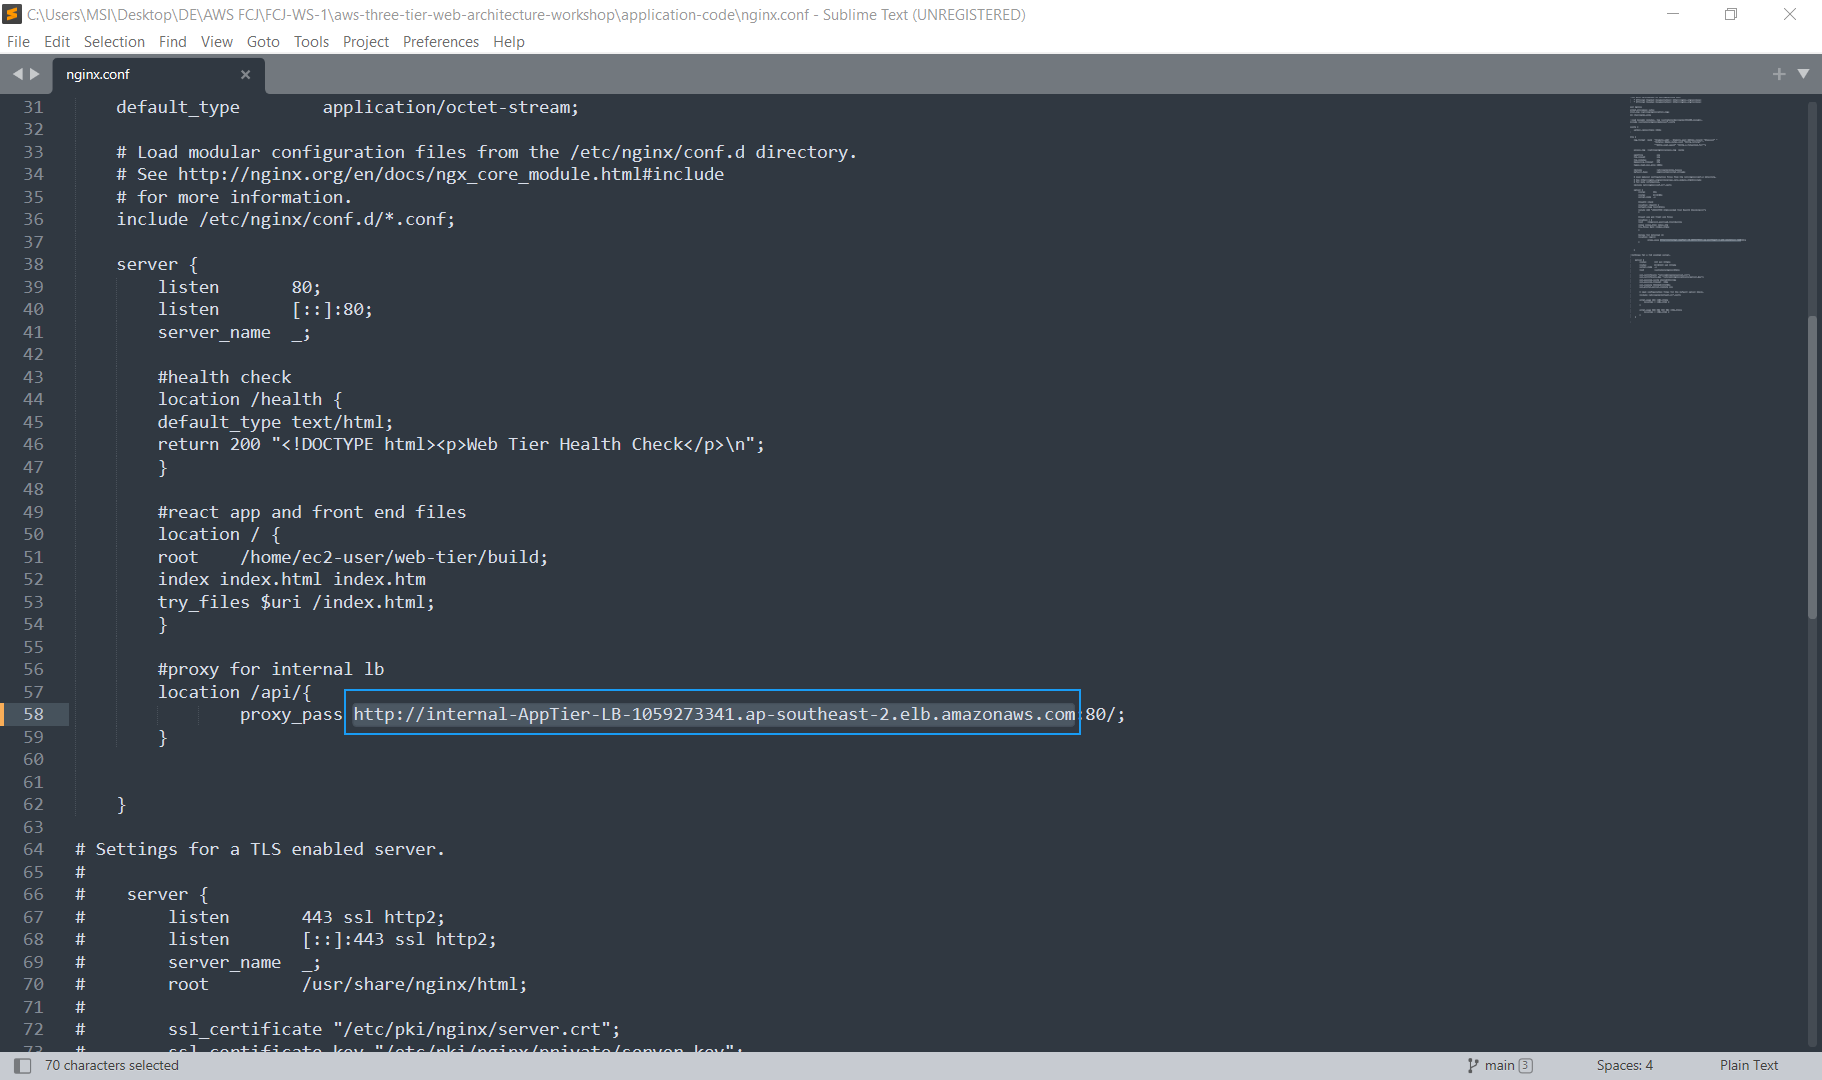 C:\Users\MSI\Desktop\DE\AWS FCJ\FCJ-WS-1\aws-three-tier-web-architecture-workshop\application-code\nginx.conf - Sublime Text (UNREGISTERED)
File Edit Selection Find View Goto Tools Project Preferences Help
nginx.conf
31 default_type application/octet-stream;
32
33 # Load modular configuration files from the /etc/nginx/conf.d directory.
34 # See http://nginx.org/en/docs/ngx_core_module.html#include
35 # for more information.
36 include /etc/nginx/conf.d/*.conf;
37
38 server {
39 listen 80;
40 listen [::]:80;
41 server_name _;
42
43 #health check
44 location /health {
45 default_type text/html;
46 return 200 "<!DOCTYPE html><p>Web Tier Health Check</p>\n";
47 }
48
49 #react app and front end files
50 location / {
51 root /home/ec2-user/web-tier/build;
52 index index.html index.htm
53 try_files $uri /index.html;
54 }
55
56 #proxy for internal lb
57 location /api/{
58 proxy_pass http://internal-AppTier-LB-1059273341.ap-southeast-2.elb.amazonaws.com:80/;
59 }
60
61
62 }
63
64 # Settings for a TLS enabled server.
65 #
66 # server {
67 # listen 443 ssl http2;
68 # listen [::]:443 ssl http2;
69 # server_name _;
70 # root /usr/share/nginx/html;
71 #
72 # ssl_certificate "/etc/pki/nginx/server.crt";
73 # ssl_certificate_key "/etc/pki/nginx/private/server.key";
70 characters selected
main 3
Spaces: 4
Plain Text